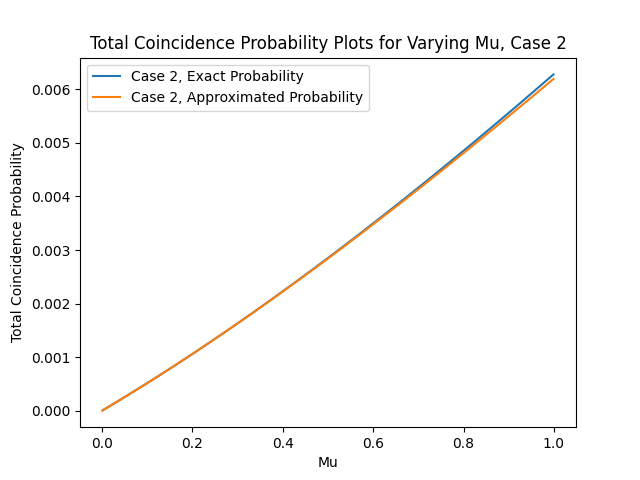 Total Coincidence Probability Plots for Varying Mu, Case 2
Case 2, Exact Probability
Case 2, Approximated Probability
Total Coincidence Probability
0.006
0.005
0.004
0.003
0.002
0.001
0.000
0.0 0.2 0.4 0.6 0.8 1.0
Mu